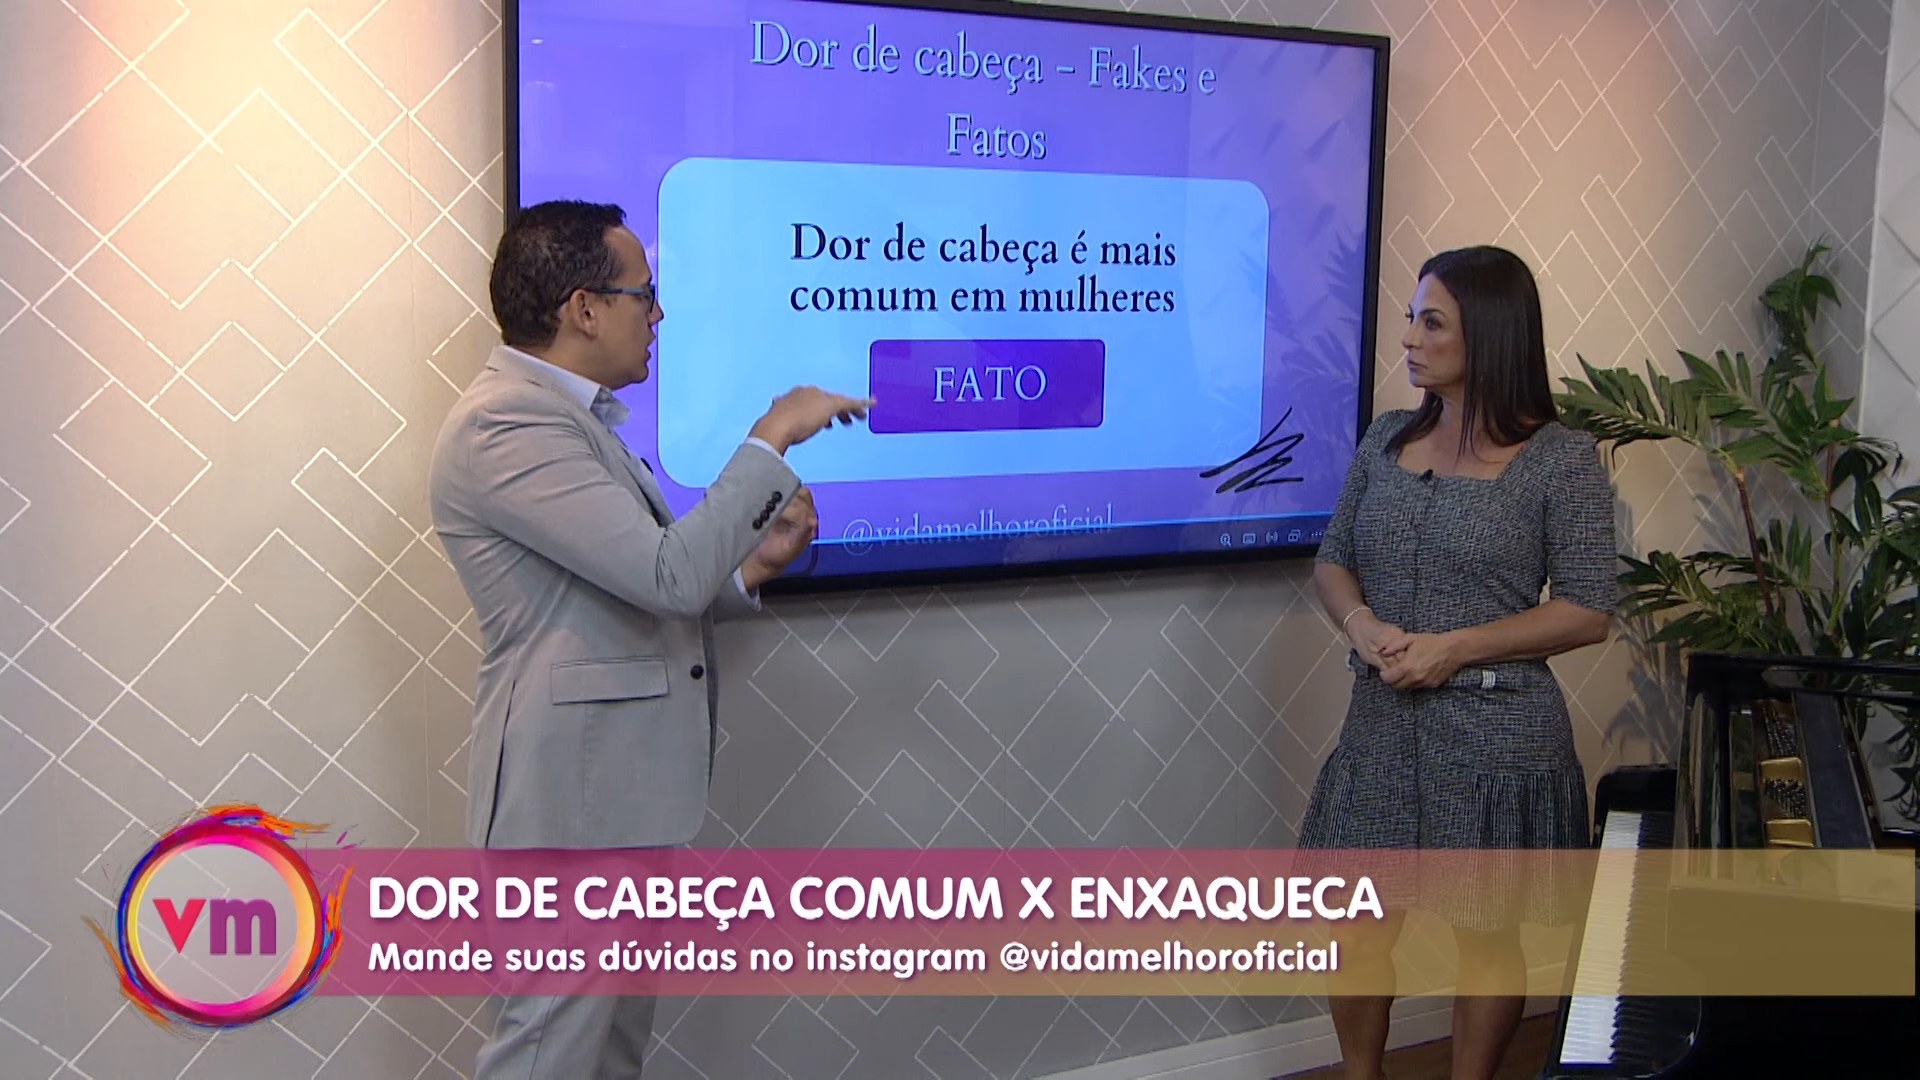 Dor de cabeça - Fakes e
Fatos
Dor de cabeça é mais
comum em mulheres
FATO
@vidamelhoroficial
vm
DOR DE CABEÇA COMUM X ENXAQUECA
Mande suas dúvidas no instagram @vidamelhoroficial